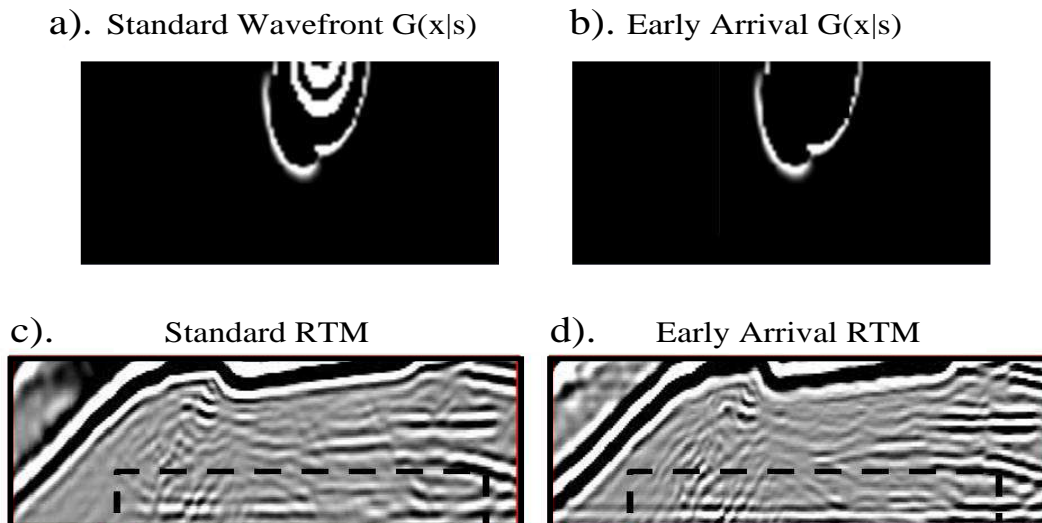 a). Standard Wavefront G(x|s)
b). Early Arrival G(x|s)
c). Standard RTM
d). Early Arrival RTM